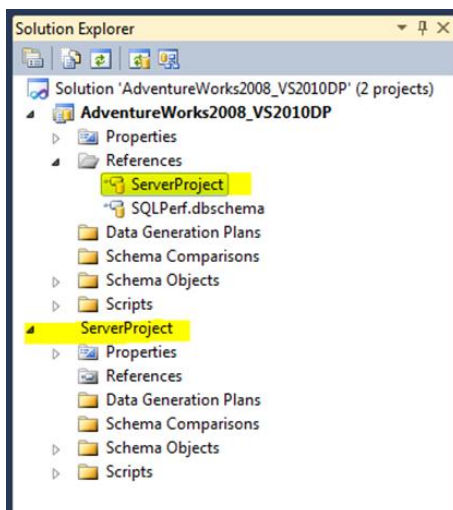 Solution Explorer
Solution 'AdventureWorks2008_VS2010DP' (2 projects)
AdventureWorks2008_VS2010DP
Properties
References
ServerProject
SQLPerf.dbschema
Data Generation Plans
Schema Comparisons
Schema Objects
Scripts
ServerProject
Properties
References
Data Generation Plans
Schema Comparisons
Schema Objects
Scripts